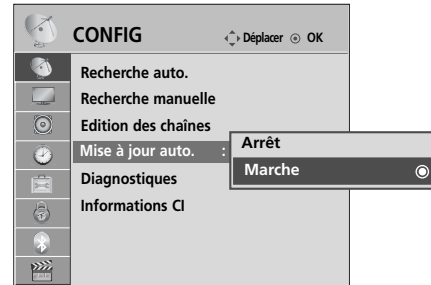 CONFIG
Déplacer OK
Recherche auto.
Recherche manuelle
Edition des chaînes
Mise à jour auto. :
Arrêt
Marche
Diagnostiques
Informations CI